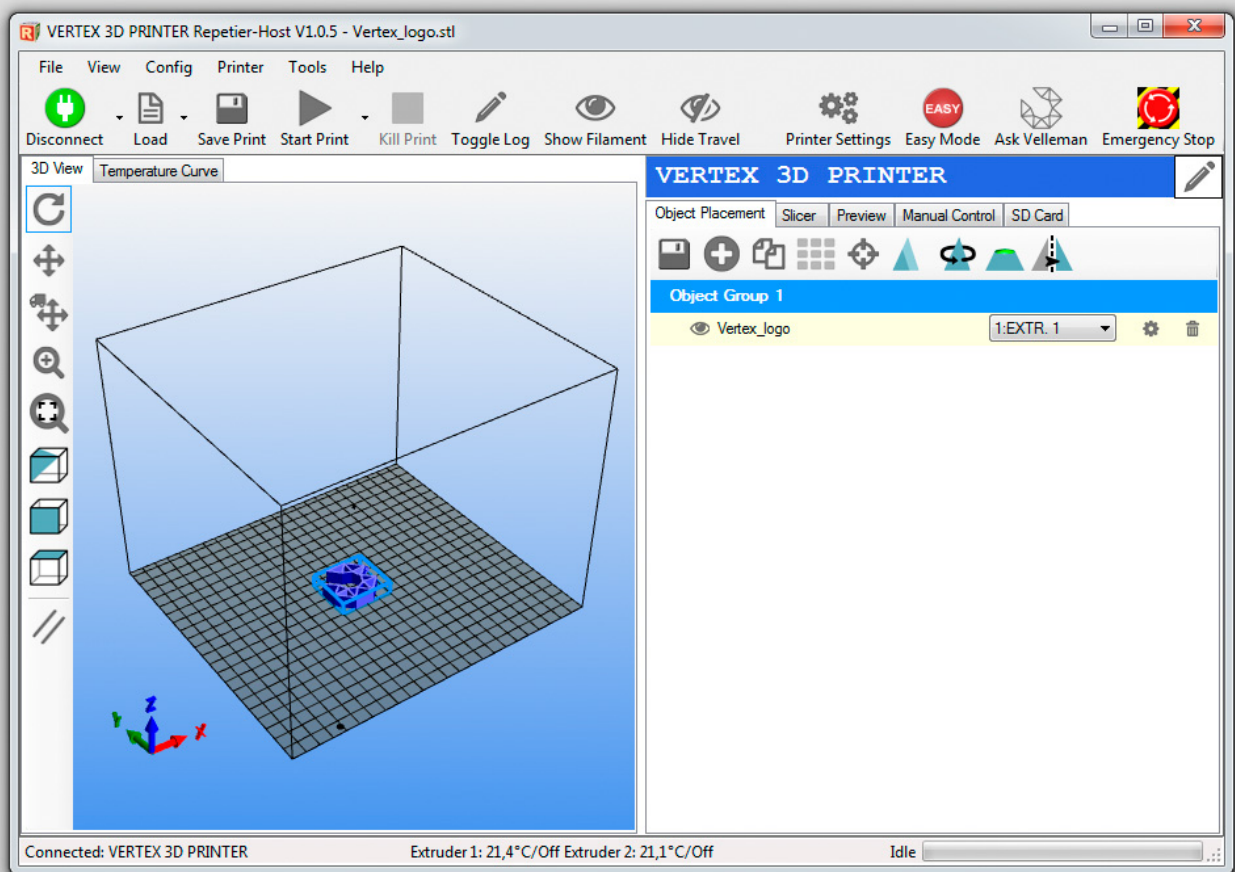 VERTEX 3D PRINTER Repetier-Host V1.0.5 - Vertex_logo.stl
File View Config Printer Tools Help
Disconnect Load Save Print Start Print Kill Print Toggle Log Show Filament Hide Travel Printer Settings EASY Easy Mode Ask Velleman Emergency Stop
3D View Temperature Curve
VERTEX 3D PRINTER
Object Placement Slicer Preview Manual Control SD Card
Object Group 1
Vertex_logo 1:EXTR. 1
Y Z X
Connected: VERTEX 3D PRINTER Extruder 1: 21,4°C/Off Extruder 2: 21,1°C/Off Idle